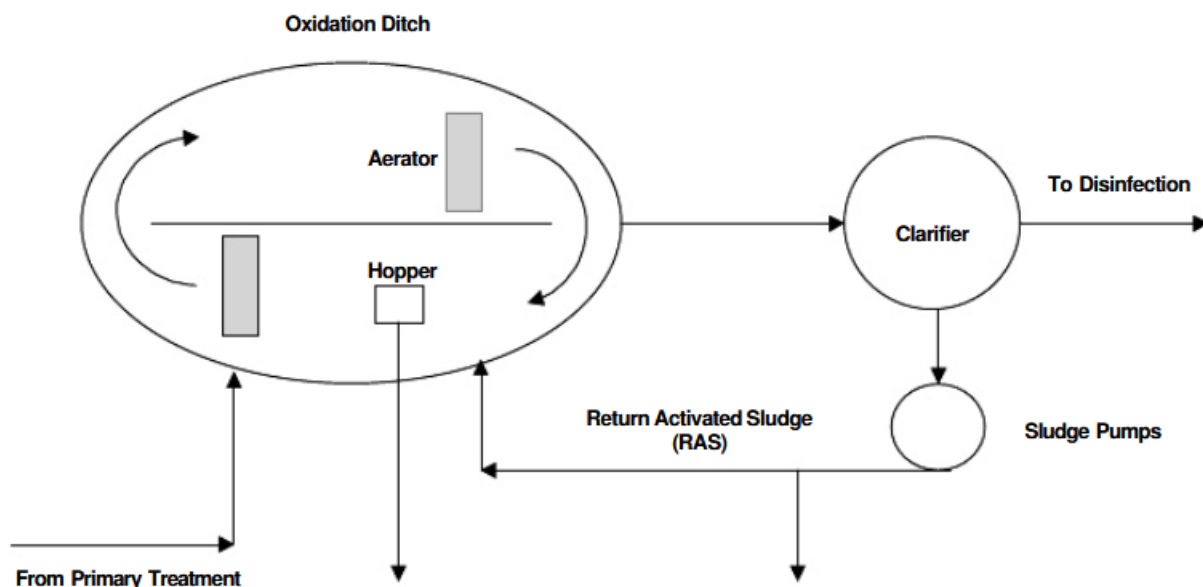 Oxidation Ditch
Aerator
To Disinfection
Clarifier
Hopper
Return Activated Sludge
(RAS)
Sludge Pumps
From Primary Treatment